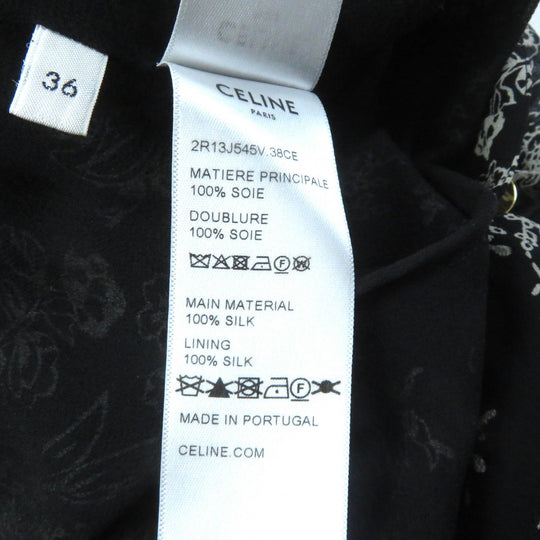 36
CELINE
PARIS
2R13J545V.38CE
MATIERE PRINCIPALE
100% SOIE
DOUBLURE
100% SOIE
F W
MAIN MATERIAL
100% SILK
LINING
100% SILK
F
MADE IN PORTUGAL
CELINE.COM